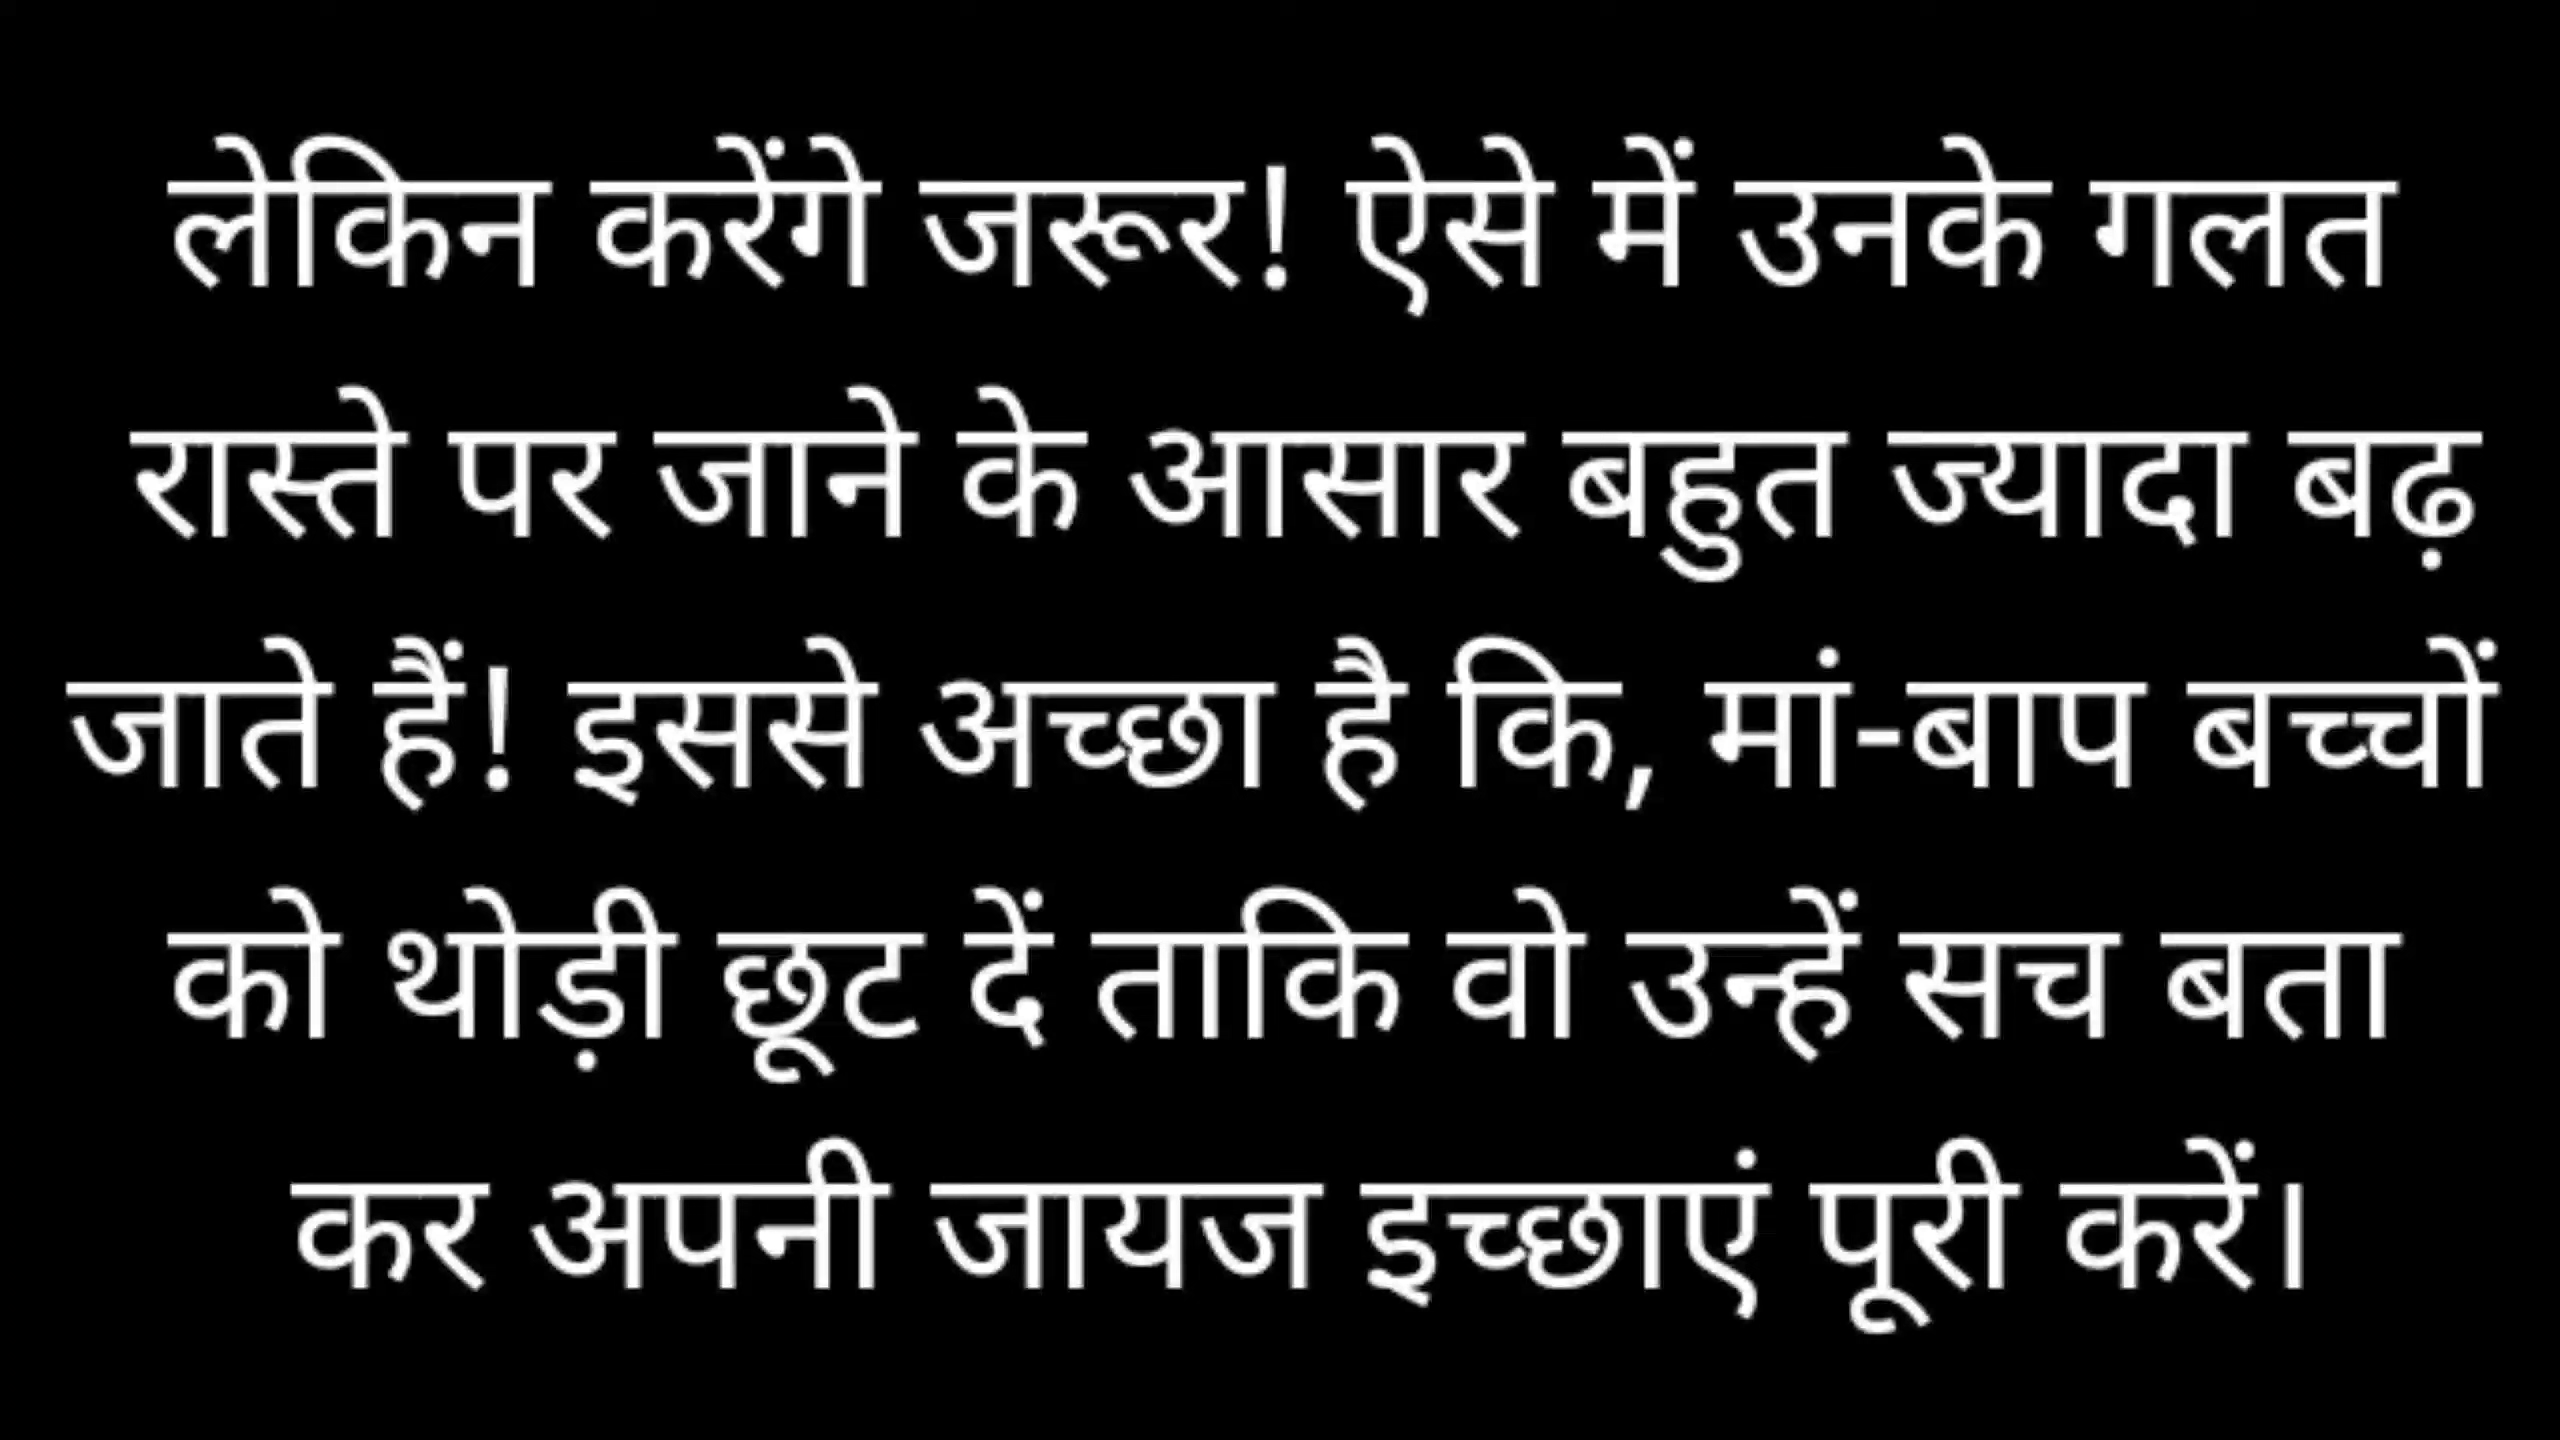 लेकिन करेंगे जरूर! ऐसे में उनके गलत
रास्ते पर जाने के आसार बहुत ज्यादा बढ़
जाते हैं! इससे अच्छा है कि, मां-बाप बच्चों
को थोड़ी छूट दें ताकि वो उन्हें सच बता
कर अपनी जायज इच्छाएं पूरी करें।